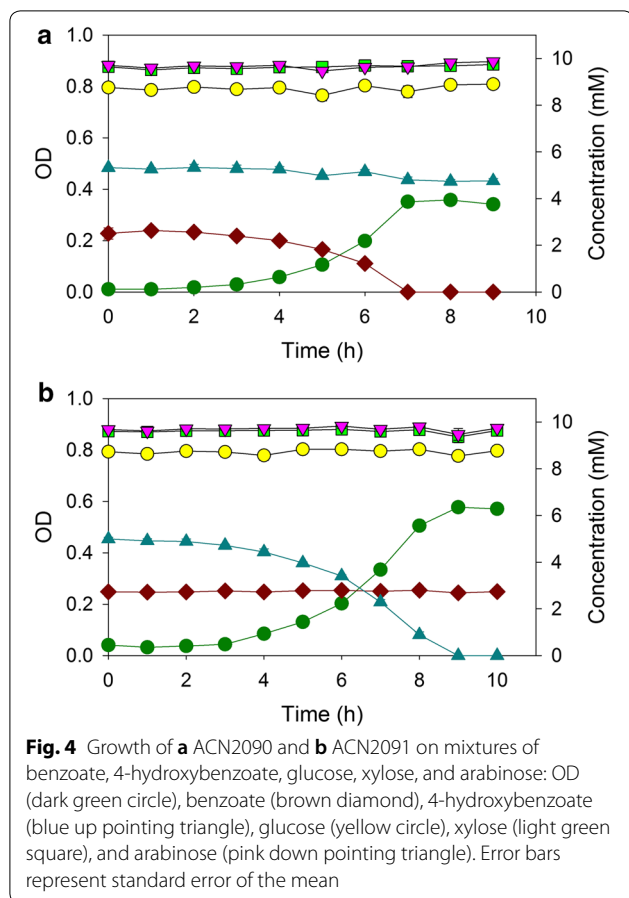 a
1.0
0.8
0.6
0.4
0.2
0.0
OD
10
8
6
4
2
0
Concentration (mM)
0 2 4 6 8 10
Time (h)
b
1.0
0.8
0.6
0.4
0.2
0.0
OD
10
8
6
4
2
0
Concentration (mM)
0 2 4 6 8 10
Time (h)
Fig. 4 Growth of a ACN2090 and b ACN2091 on mixtures of
benzoate, 4-hydroxybenzoate, glucose, xylose, and arabinose: OD
(dark green circle), benzoate (brown diamond), 4-hydroxybenzoate
(blue up pointing triangle), glucose (yellow circle), xylose (light green
square), and arabinose (pink down pointing triangle). Error bars
represent standard error of the mean